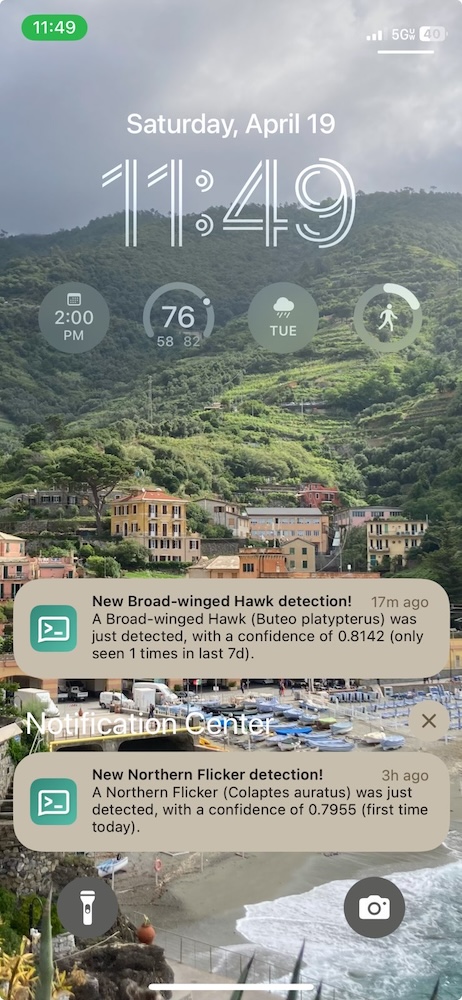 11:49
5GUW 40
Saturday, April 19
11:49
2:00
PM
76
58 82
TUE
New Broad-winged Hawk detection! 17m ago
A Broad-winged Hawk (Buteo platypterus) was
just detected, with a confidence of 0.8142 (only
seen 1 times in last 7d).
Notification Center
New Northern Flicker detection! 3h ago
A Northern Flicker (Colaptes auratus) was just
detected, with a confidence of 0.7955 (first time
today).